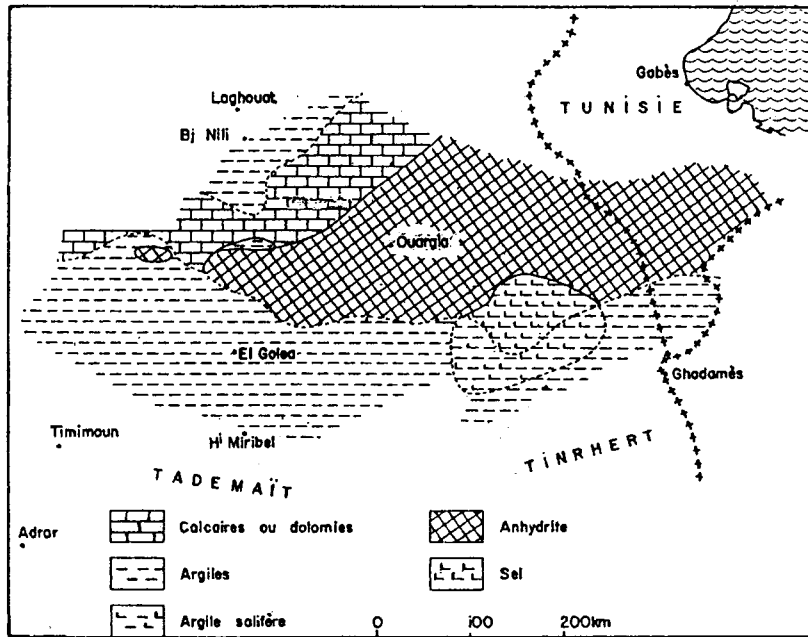 Gabès
TUNISIE
Laghouat
Bj Nili
Ouargla
El Golea
Ghadamès
Timimoun
Hi Miribel
TINRHERT
TADEMAÏT
Adrar
Calcaires ou dolomies
Anhydrite
Argiles
Sel
Argile salifère
0 100 200km